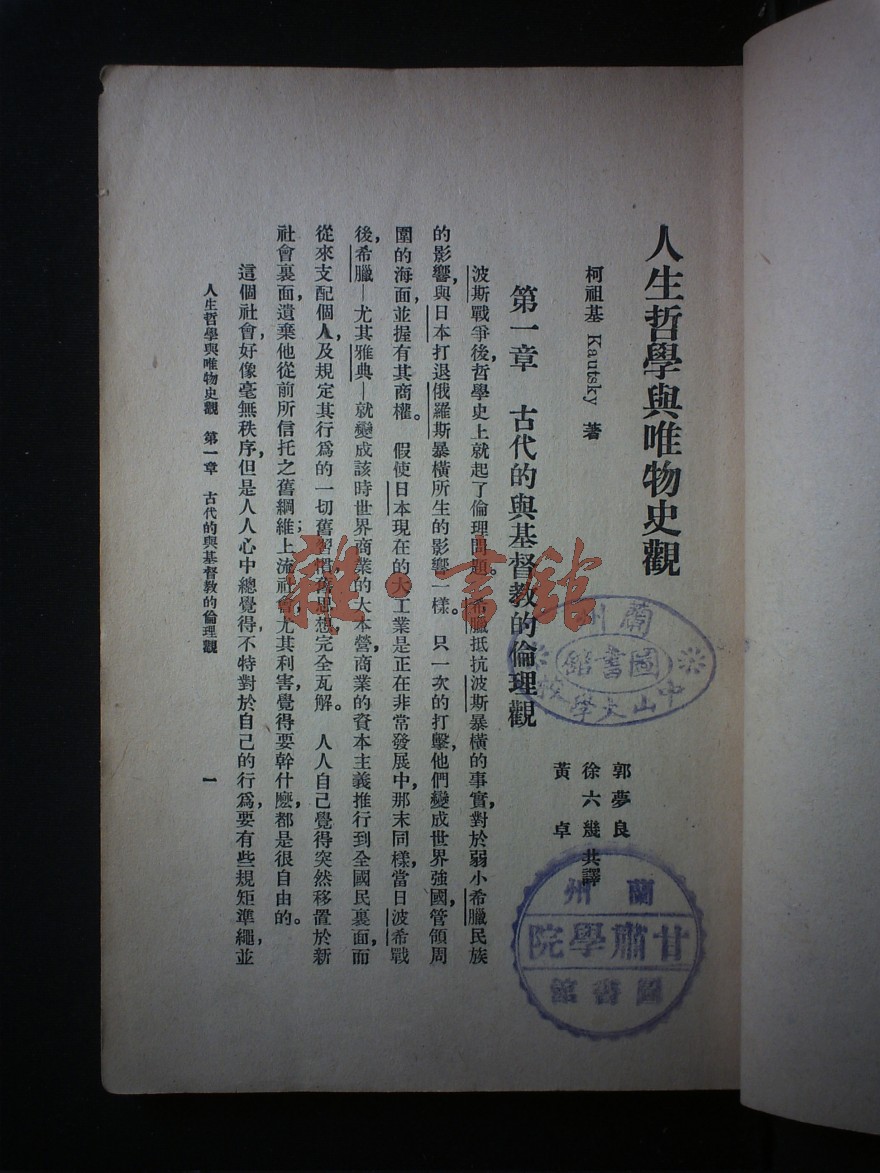 人生哲學與唯物史觀
柯祖基 Kautsky 著
郭夢良
徐六幾共譯
黃卓
第一章 古代的與基督教的倫理觀
波斯戰爭後,哲學史上就起了倫理問題。希臘抵抗波斯暴橫的事實,對於弱小希臘民族
的影響,與日本打退俄羅斯暴橫所生的影響一樣。只一次的打擊,他們變成世界強國,管領周
圍的海面,並握有其商權。假使日本現在的大工業是正在非常發展中,那末同樣,當日波希戰
後,希臘—尤其雅典—就變成該時世界商業的大本營,商業的資本主義推行到全國民裏面,而
從來支配個人及規定其行為的一切舊習慣舊思想,完全瓦解。人人自己覺得突然移置於新
社會裏面,遺棄他從前所信托之舊綱維;上流社會尤其利害,覺得要幹什麼,都是很自由的。
這個社會,好像毫無秩序,但是人人心中總覺得,不特對於自己的行為,要有些規矩準繩,並
人生哲學與唯物史觀 第一章 古代的與基督教的倫理觀 一
蘭州
圖書館
中山大學校
蘭州
甘肅學院
圖書館
雜·書館